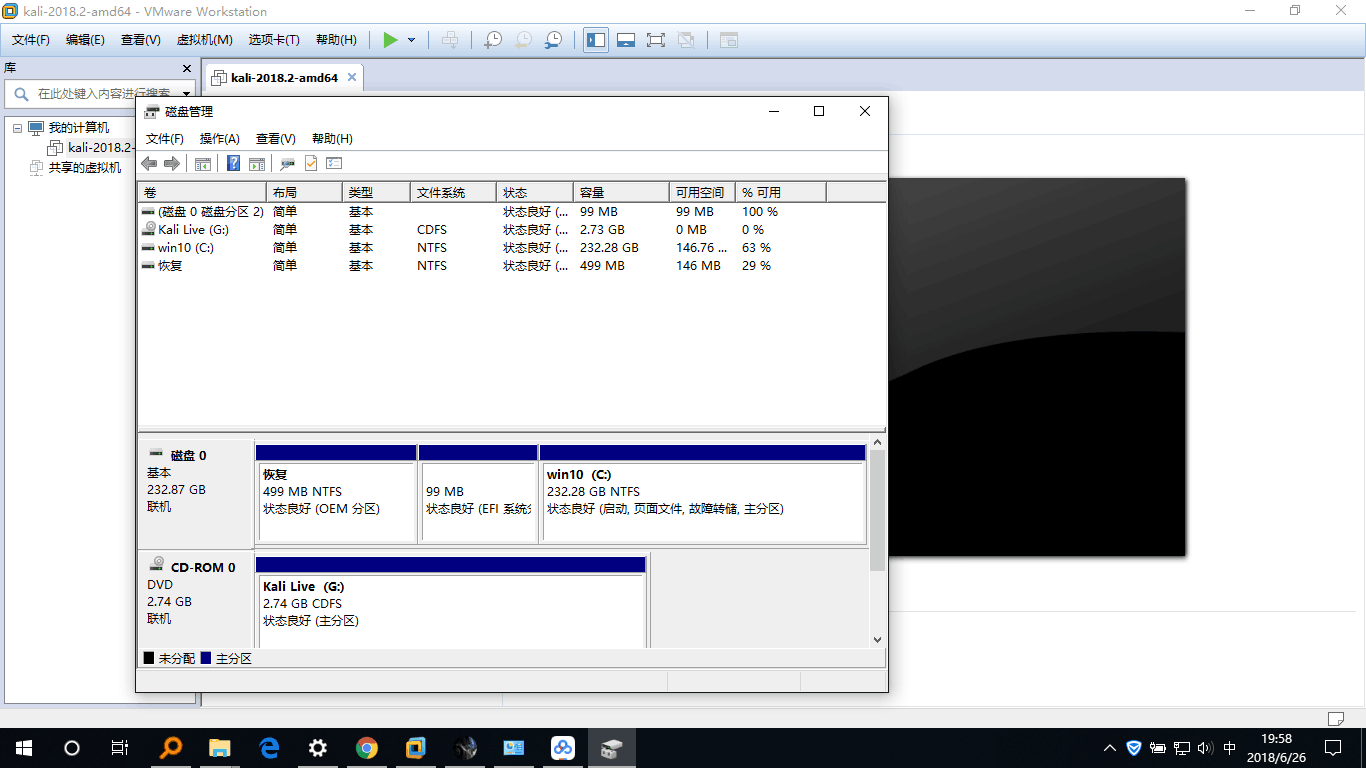 kali-2018.2-amd64 - VMware Workstation
文件(F) 编辑(E) 查看(V) 虚拟机(M) 选项卡(T) 帮助(H)
库
kali-2018.2-amd64
在此处键入内容进行搜索
我的计算机
kali-2018.2-
共享的虚拟机
磁盘管理
文件(F) 操作(A) 查看(V) 帮助(H)
卷 布局 类型 文件系统 状态 容量 可用空间 % 可用
(磁盘 0 磁盘分区 2) 简单 基本 状态良好 (... 99 MB 99 MB 100 %
Kali Live (G:) 简单 基本 CDFS 状态良好 (... 2.73 GB 0 MB 0 %
win10 (C:) 简单 基本 NTFS 状态良好 (... 232.28 GB 146.76 ... 63 %
恢复 简单 基本 NTFS 状态良好 (... 499 MB 146 MB 29 %
磁盘 0
基本
232.87 GB
联机
恢复
499 MB NTFS
状态良好 (OEM 分区)
99 MB
状态良好 (EFI 系统
win10 (C:)
232.28 GB NTFS
状态良好 (启动, 页面文件, 故障转储, 主分区)
CD-ROM 0
DVD
2.74 GB
联机
Kali Live (G:)
2.74 GB CDFS
状态良好 (主分区)
未分配 主分区
中
19:58
2018/6/26